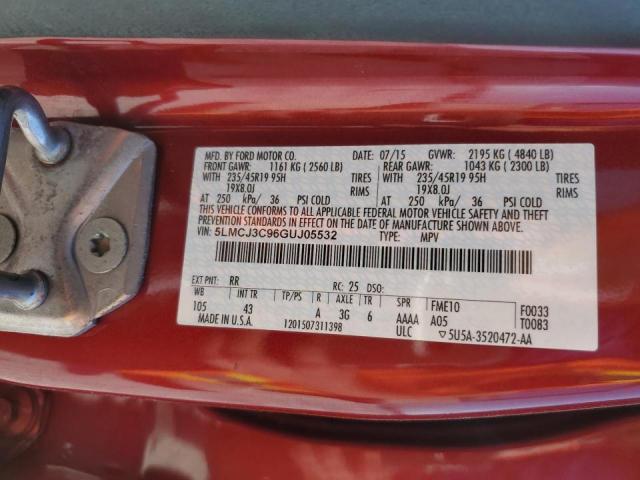 MFD. BY FORD MOTOR CO. 07/15 GVWR: 2195 KG ( 4840 LB)
FRONT GAWR: 1161 KG ( 2560 LB) REAR GAWR: 1043 KG ( 2300 LB)
WITH 235/45R19 95H TIRES WITH 235/45R19 95H TIRES
19X8.0J RIMS 19X8.0J RIMS
AT 250 kPa/ 36 PSI COLD AT 250 kPa/ 36 PSI COLD
THIS VEHICLE CONFORMS TO ALL APPLICABLE FEDERAL MOTOR VEHICLE SAFETY AND THEFT
PREVENTION STANDARDS IN EFFECT ON THE DATE OF MANUFACTURE SHOWN ABOVE.
VIN: 5LMCJ3C96GUJ05532 TYPE: MPV
EXT PNT: RR RC: 25 DSO:
WB INT TR TP/PS R AXLE TR SPR FME10 F0033
105 43 A 3G 6 AAAA A05 T0083
MADE IN U.S.A. 1201507311398 ULC ▽5U5A-3520472-AA